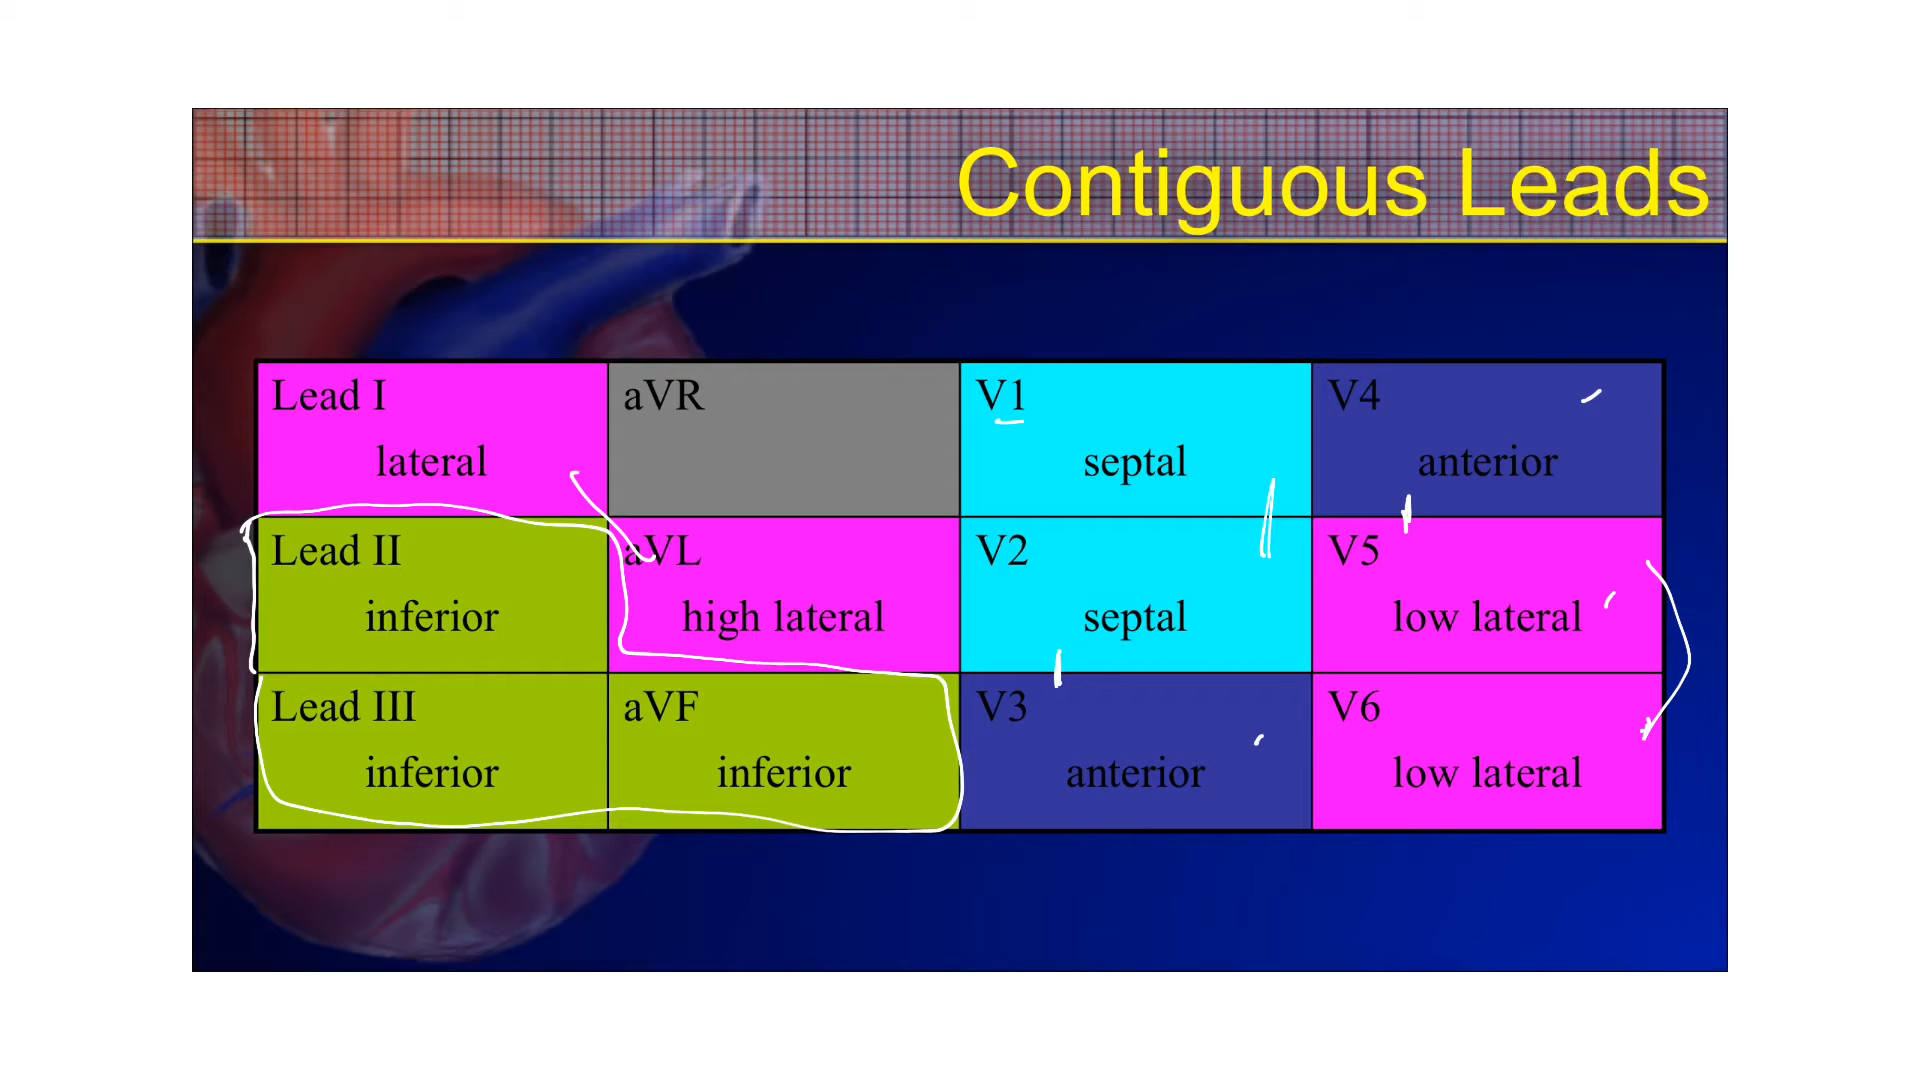 Contiguous Leads
Lead I
lateral
aVR
V1
septal
V4
anterior
Lead II
inferior
aVL
high lateral
V2
septal
V5
low lateral
Lead III
inferior
aVF
inferior
V3
anterior
V6
low lateral